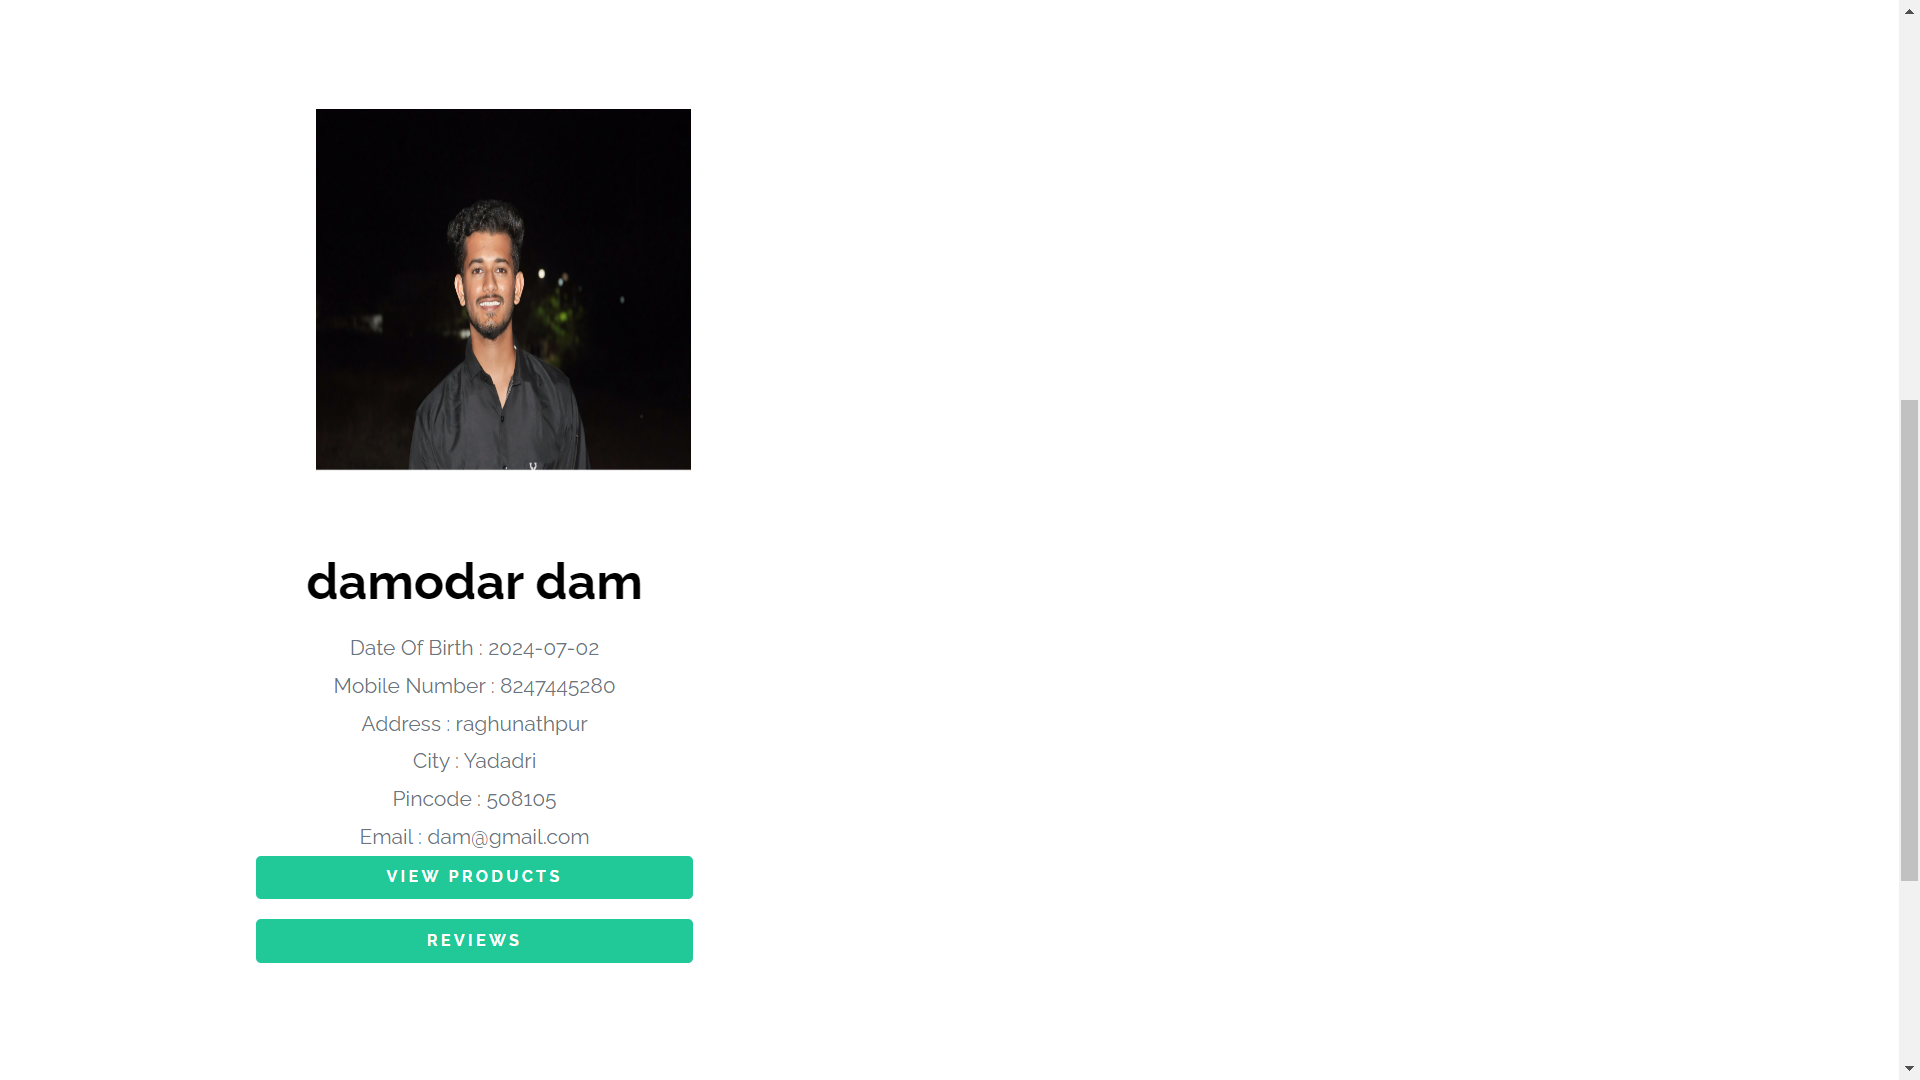 damodar dam
Date Of Birth : 2024-07-02
Mobile Number : 8247445280
Address : raghunathpur
City : Yadadri
Pincode : 508105
Email : dam@gmail.com
VIEW PRODUCTS
REVIEWS